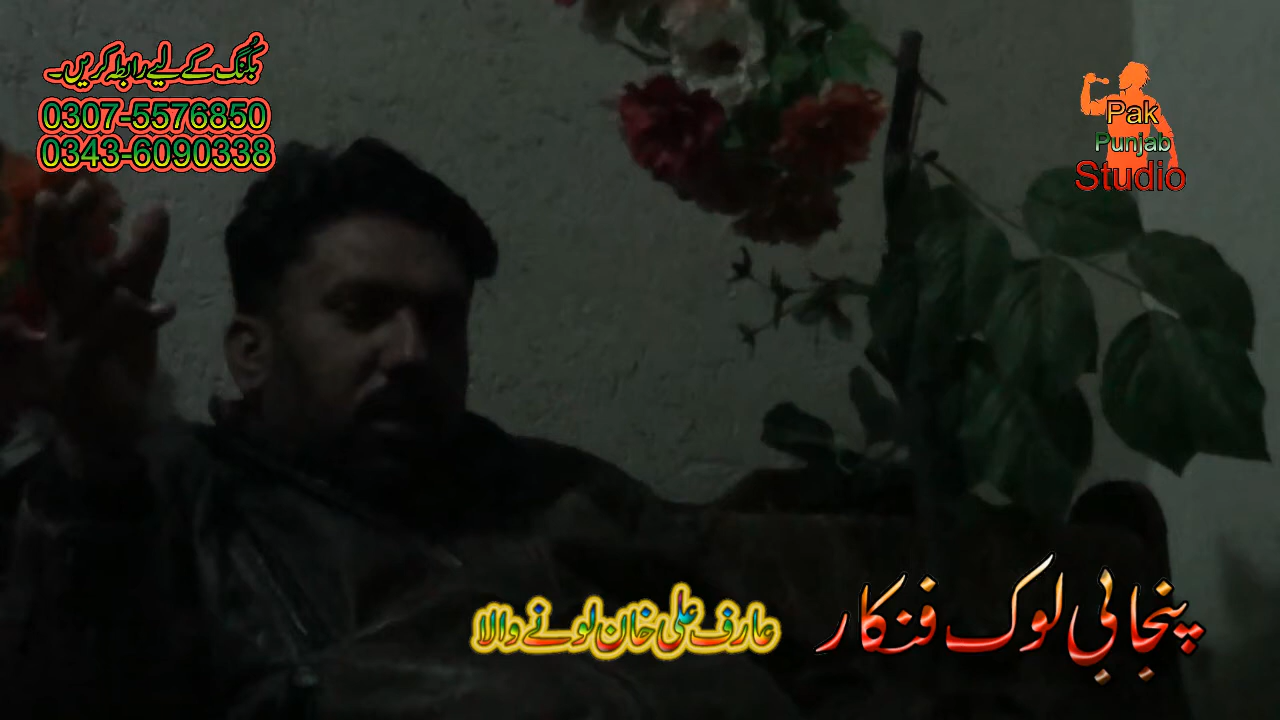 بُکنگ کے لیے رابطہ کریں۔
0307-5576850
0343-6090338
Pak
Punjab
Studio
پنجابی لوک فنکار
عارف علی خان لونے والا